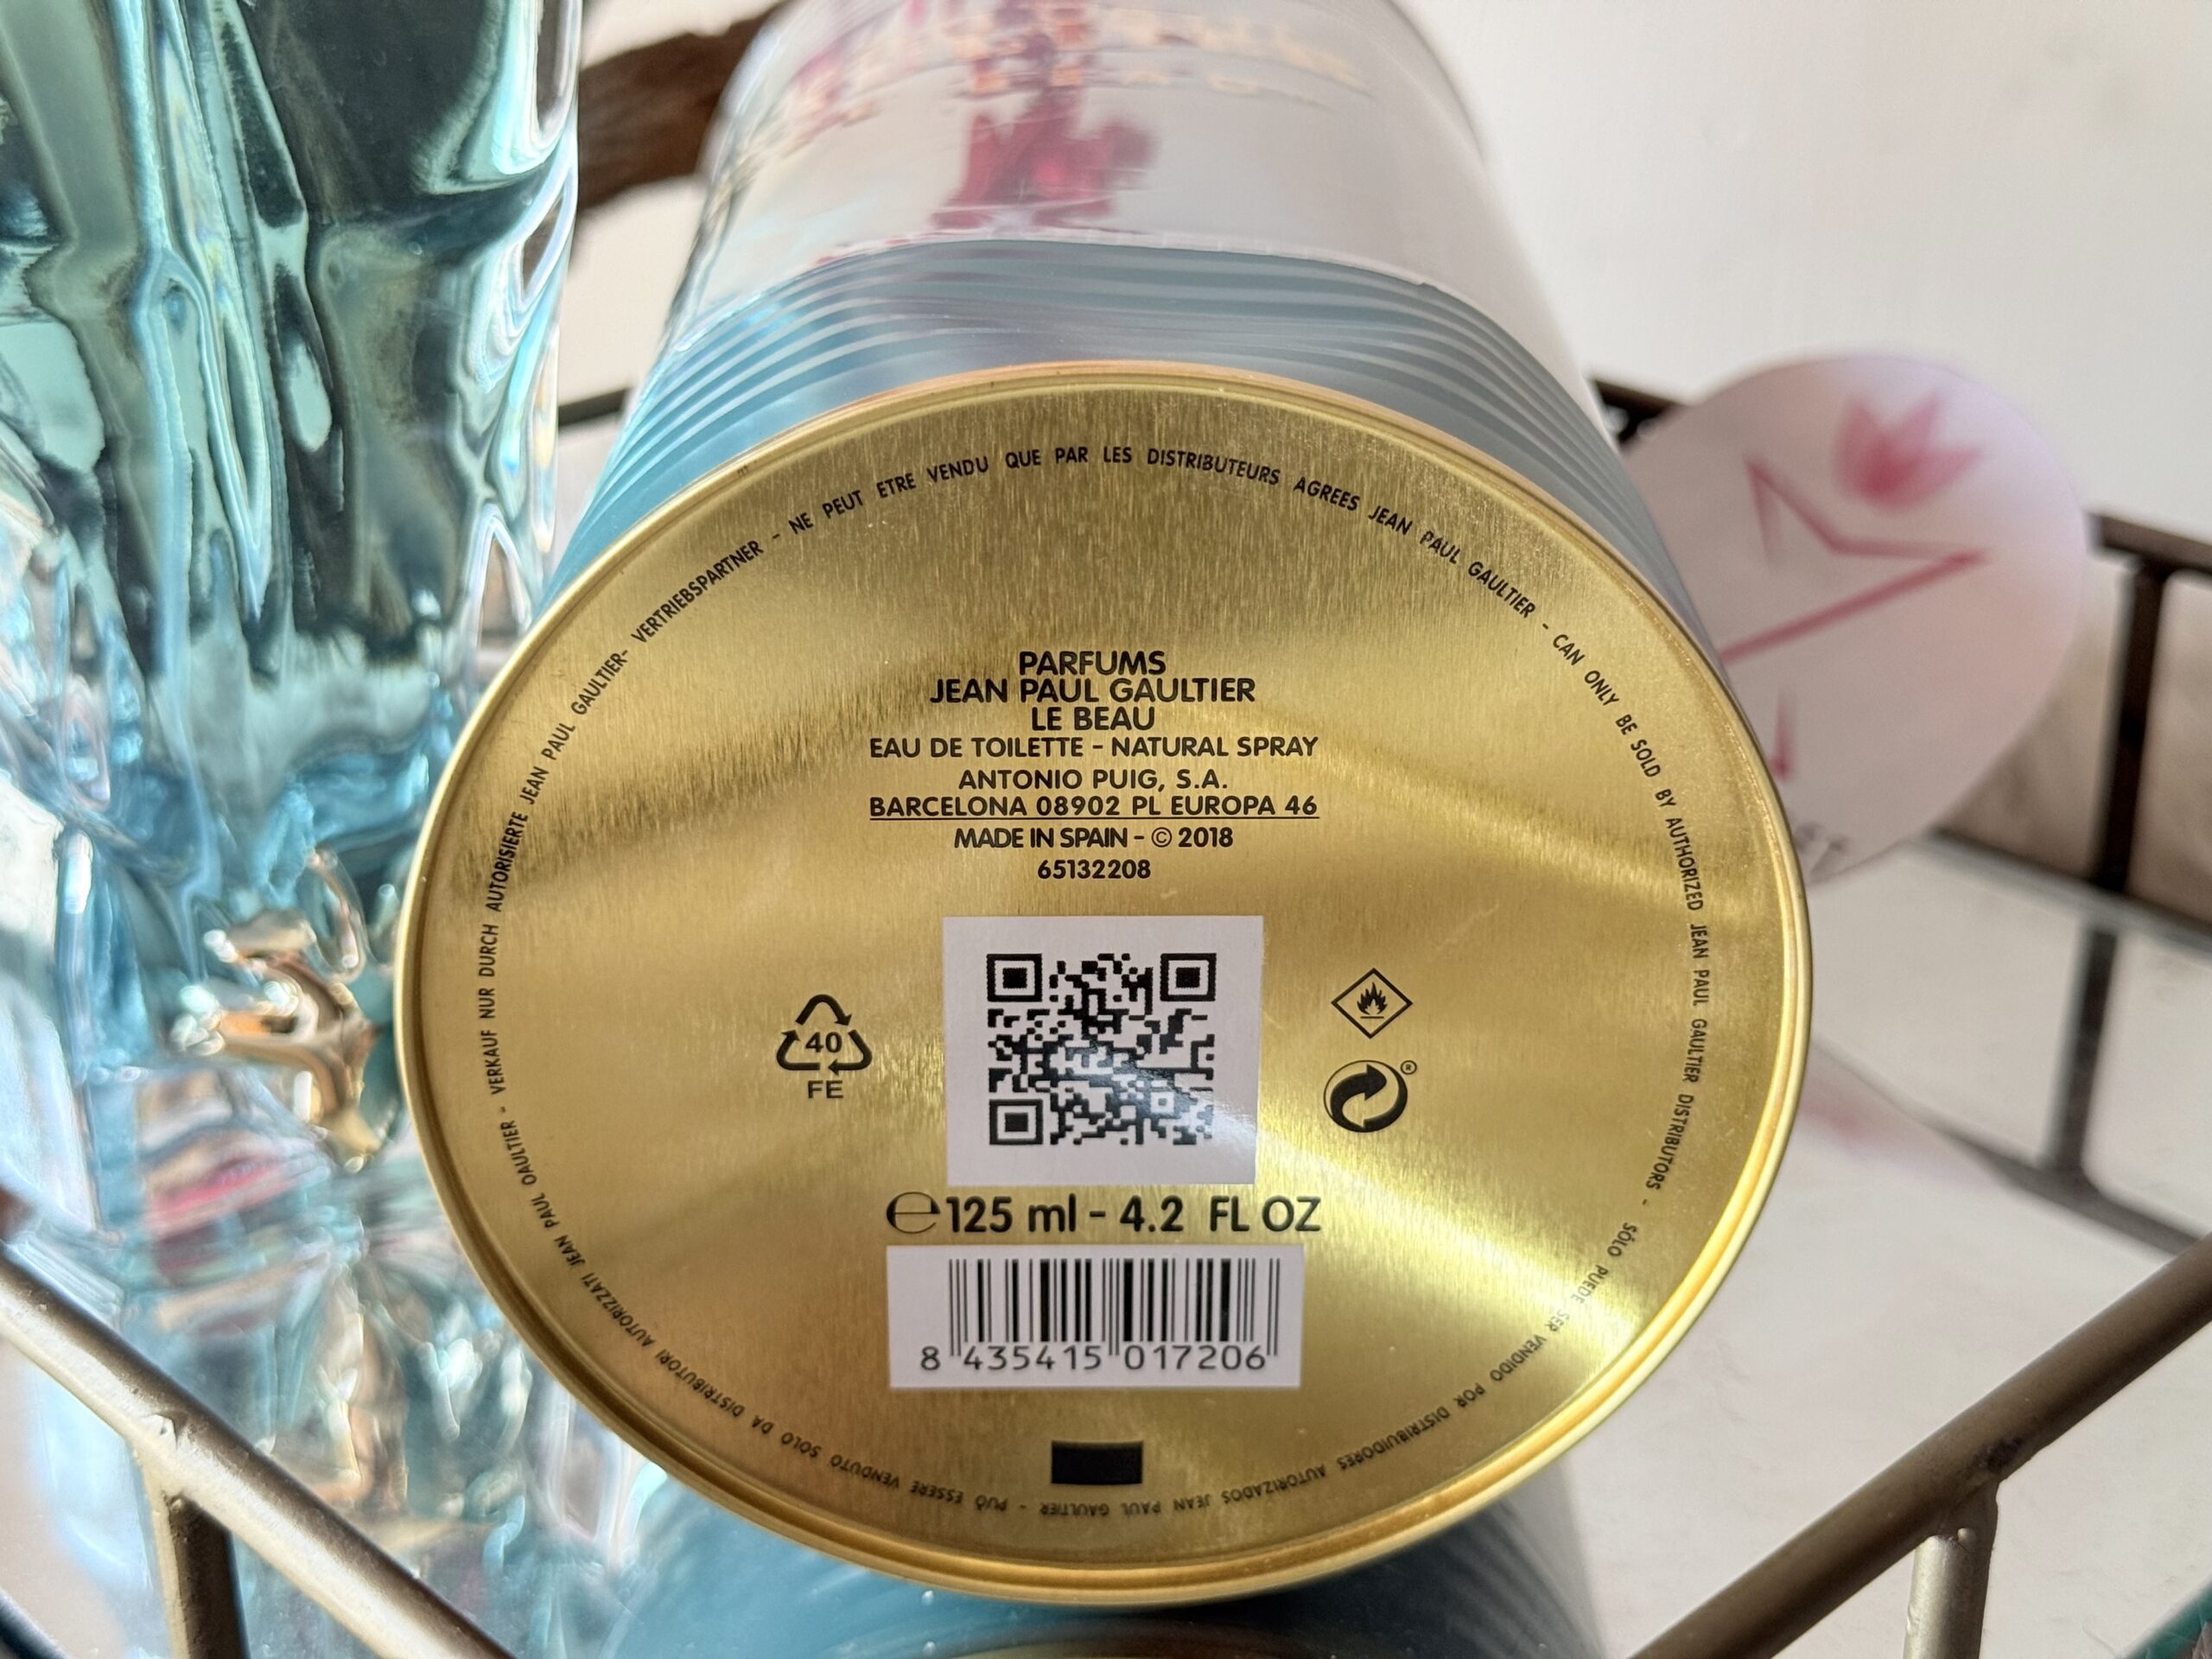 NE PEUT ETRE VENDU QUE PAR LES DISTRIBUTEURS AGREES JEAN PAUL GAULTIER - CAN ONLY BE SOLD BY AUTHORIZED JEAN PAUL GAULTIER DISTRIBUTORS - SÓLO PUEDE SER VENDIDO POR DISTRIBUIDORES AUTORIZADOS JEAN PAUL GAULTIER - PUÒ ESSERE VENDUTO SOLO DA DISTRIBUTORI AUTORIZZATI JEAN PAUL GAULTIER - VERKAUF NUR DURCH AUTORISIERTE JEAN PAUL GAULTIER- VERTRIEBSPARTNER -
PARFUMS
JEAN PAUL GAULTIER
LE BEAU
EAU DE TOILETTE - NATURAL SPRAY
ANTONIO PUIG, S.A.
BARCELONA 08902 PL EUROPA 46
MADE IN SPAIN - © 2018
65132208
40
FE
®
℮125 ml - 4.2 FL OZ
8 435415 017206